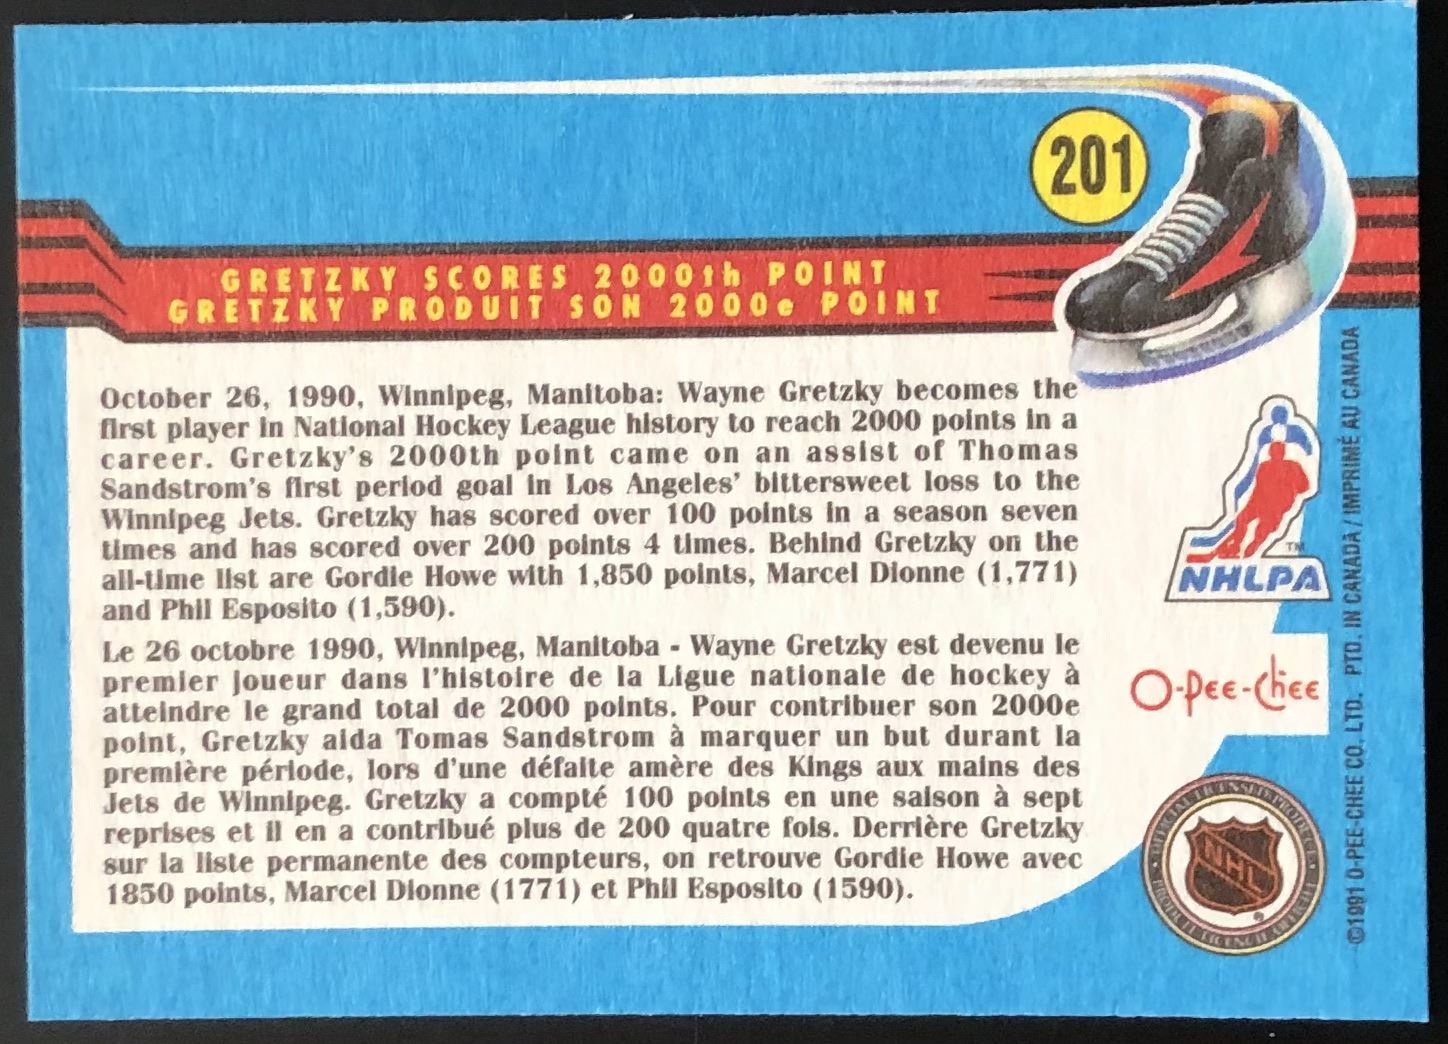 201
GRETZKY SCORES 2000th POINT
GRETZKY PRODUIT SON 2000e POINT
October 26, 1990, Winnipeg, Manitoba: Wayne Gretzky becomes the
first player in National Hockey League history to reach 2000 points in a
career. Gretzky's 2000th point came on an assist of Thomas
Sandstrom's first period goal in Los Angeles' bittersweet loss to the
Winnipeg Jets. Gretzky has scored over 100 points in a season seven
times and has scored over 200 points 4 times. Behind Gretzky on the
all-time list are Gordie Howe with 1,850 points, Marcel Dionne (1,771)
and Phil Esposito (1,590).
Le 26 octobre 1990, Winnipeg, Manitoba - Wayne Gretzky est devenu le
premier joueur dans l'histoire de la Ligue nationale de hockey à
atteindre le grand total de 2000 points. Pour contribuer son 2000e
point, Gretzky aida Tomas Sandstrom à marquer un but durant la
première période, lors d'une défaite amère des Kings aux mains des
Jets de Winnipeg. Gretzky a compté 100 points en une saison à sept
reprises et il en a contribué plus de 200 quatre fois. Derrière Gretzky
sur la liste permanente des compteurs, on retrouve Gordie Howe avec
1850 points, Marcel Dionne (1771) et Phil Esposito (1590).
TM
NHLPA
O-PEE-CHEE
OFFICIAL LICENSED PRODUCT
NHL
®
PRODUIT LICENCIÉ OFFICIEL
©1991 O-PEE-CHEE CO. LTD. PTD. IN CANADA / IMPRIMÉ AU CANADA